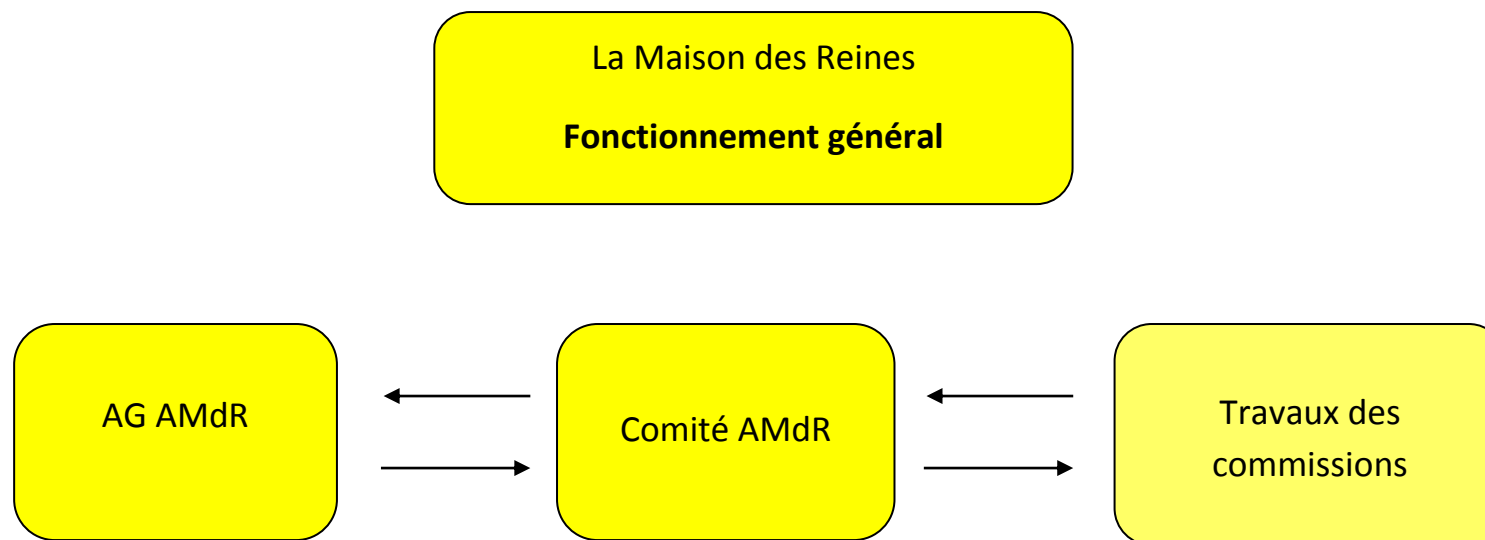 La Maison des Reines
Fonctionnement général
AG AMdR
Comité AMdR
Travaux des
commissions